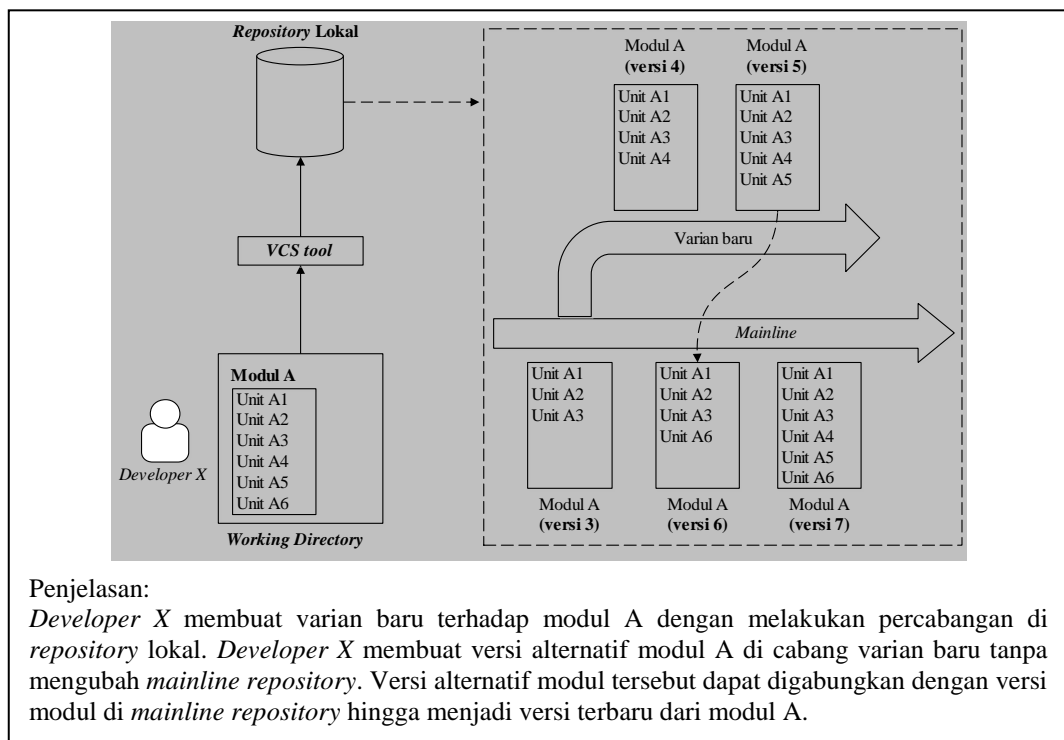 Repository Lokal
VCS tool
Modul A
Unit A1
Unit A2
Unit A3
Unit A4
Unit A5
Unit A6
Developer X
Working Directory
Modul A
(versi 4)
Unit A1
Unit A2
Unit A3
Unit A4
Modul A
(versi 5)
Unit A1
Unit A2
Unit A3
Unit A4
Unit A5
Varian baru
Mainline
Unit A1
Unit A2
Unit A3
Modul A
(versi 3)
Unit A1
Unit A2
Unit A3
Unit A6
Modul A
(versi 6)
Unit A1
Unit A2
Unit A3
Unit A4
Unit A5
Unit A6
Modul A
(versi 7)
Penjelasan:
Developer X membuat varian baru terhadap modul A dengan melakukan percabangan di
repository lokal. Developer X membuat versi alternatif modul A di cabang varian baru tanpa
mengubah mainline repository. Versi alternatif modul tersebut dapat digabungkan dengan versi
modul di mainline repository hingga menjadi versi terbaru dari modul A.